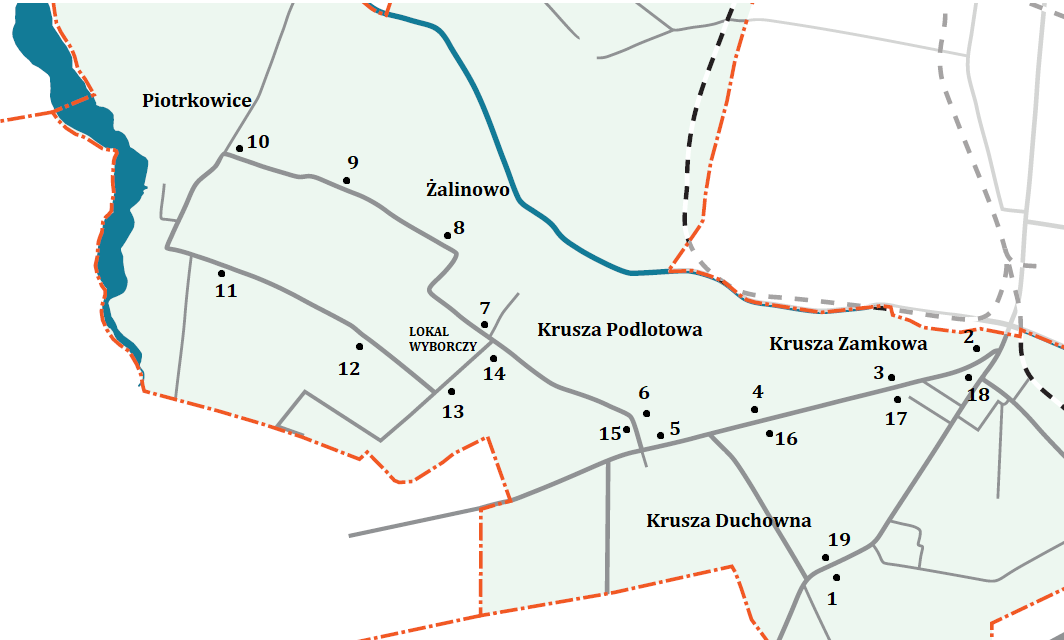 Piotrkowice
10
9
Żalinowo
8
11
7
LOKAL
WYBORCZY
Krusza Podlotowa
Krusza Zamkowa
2
12
14
3
18
13
6
4
17
15
5
16
Krusza Duchowna
19
1